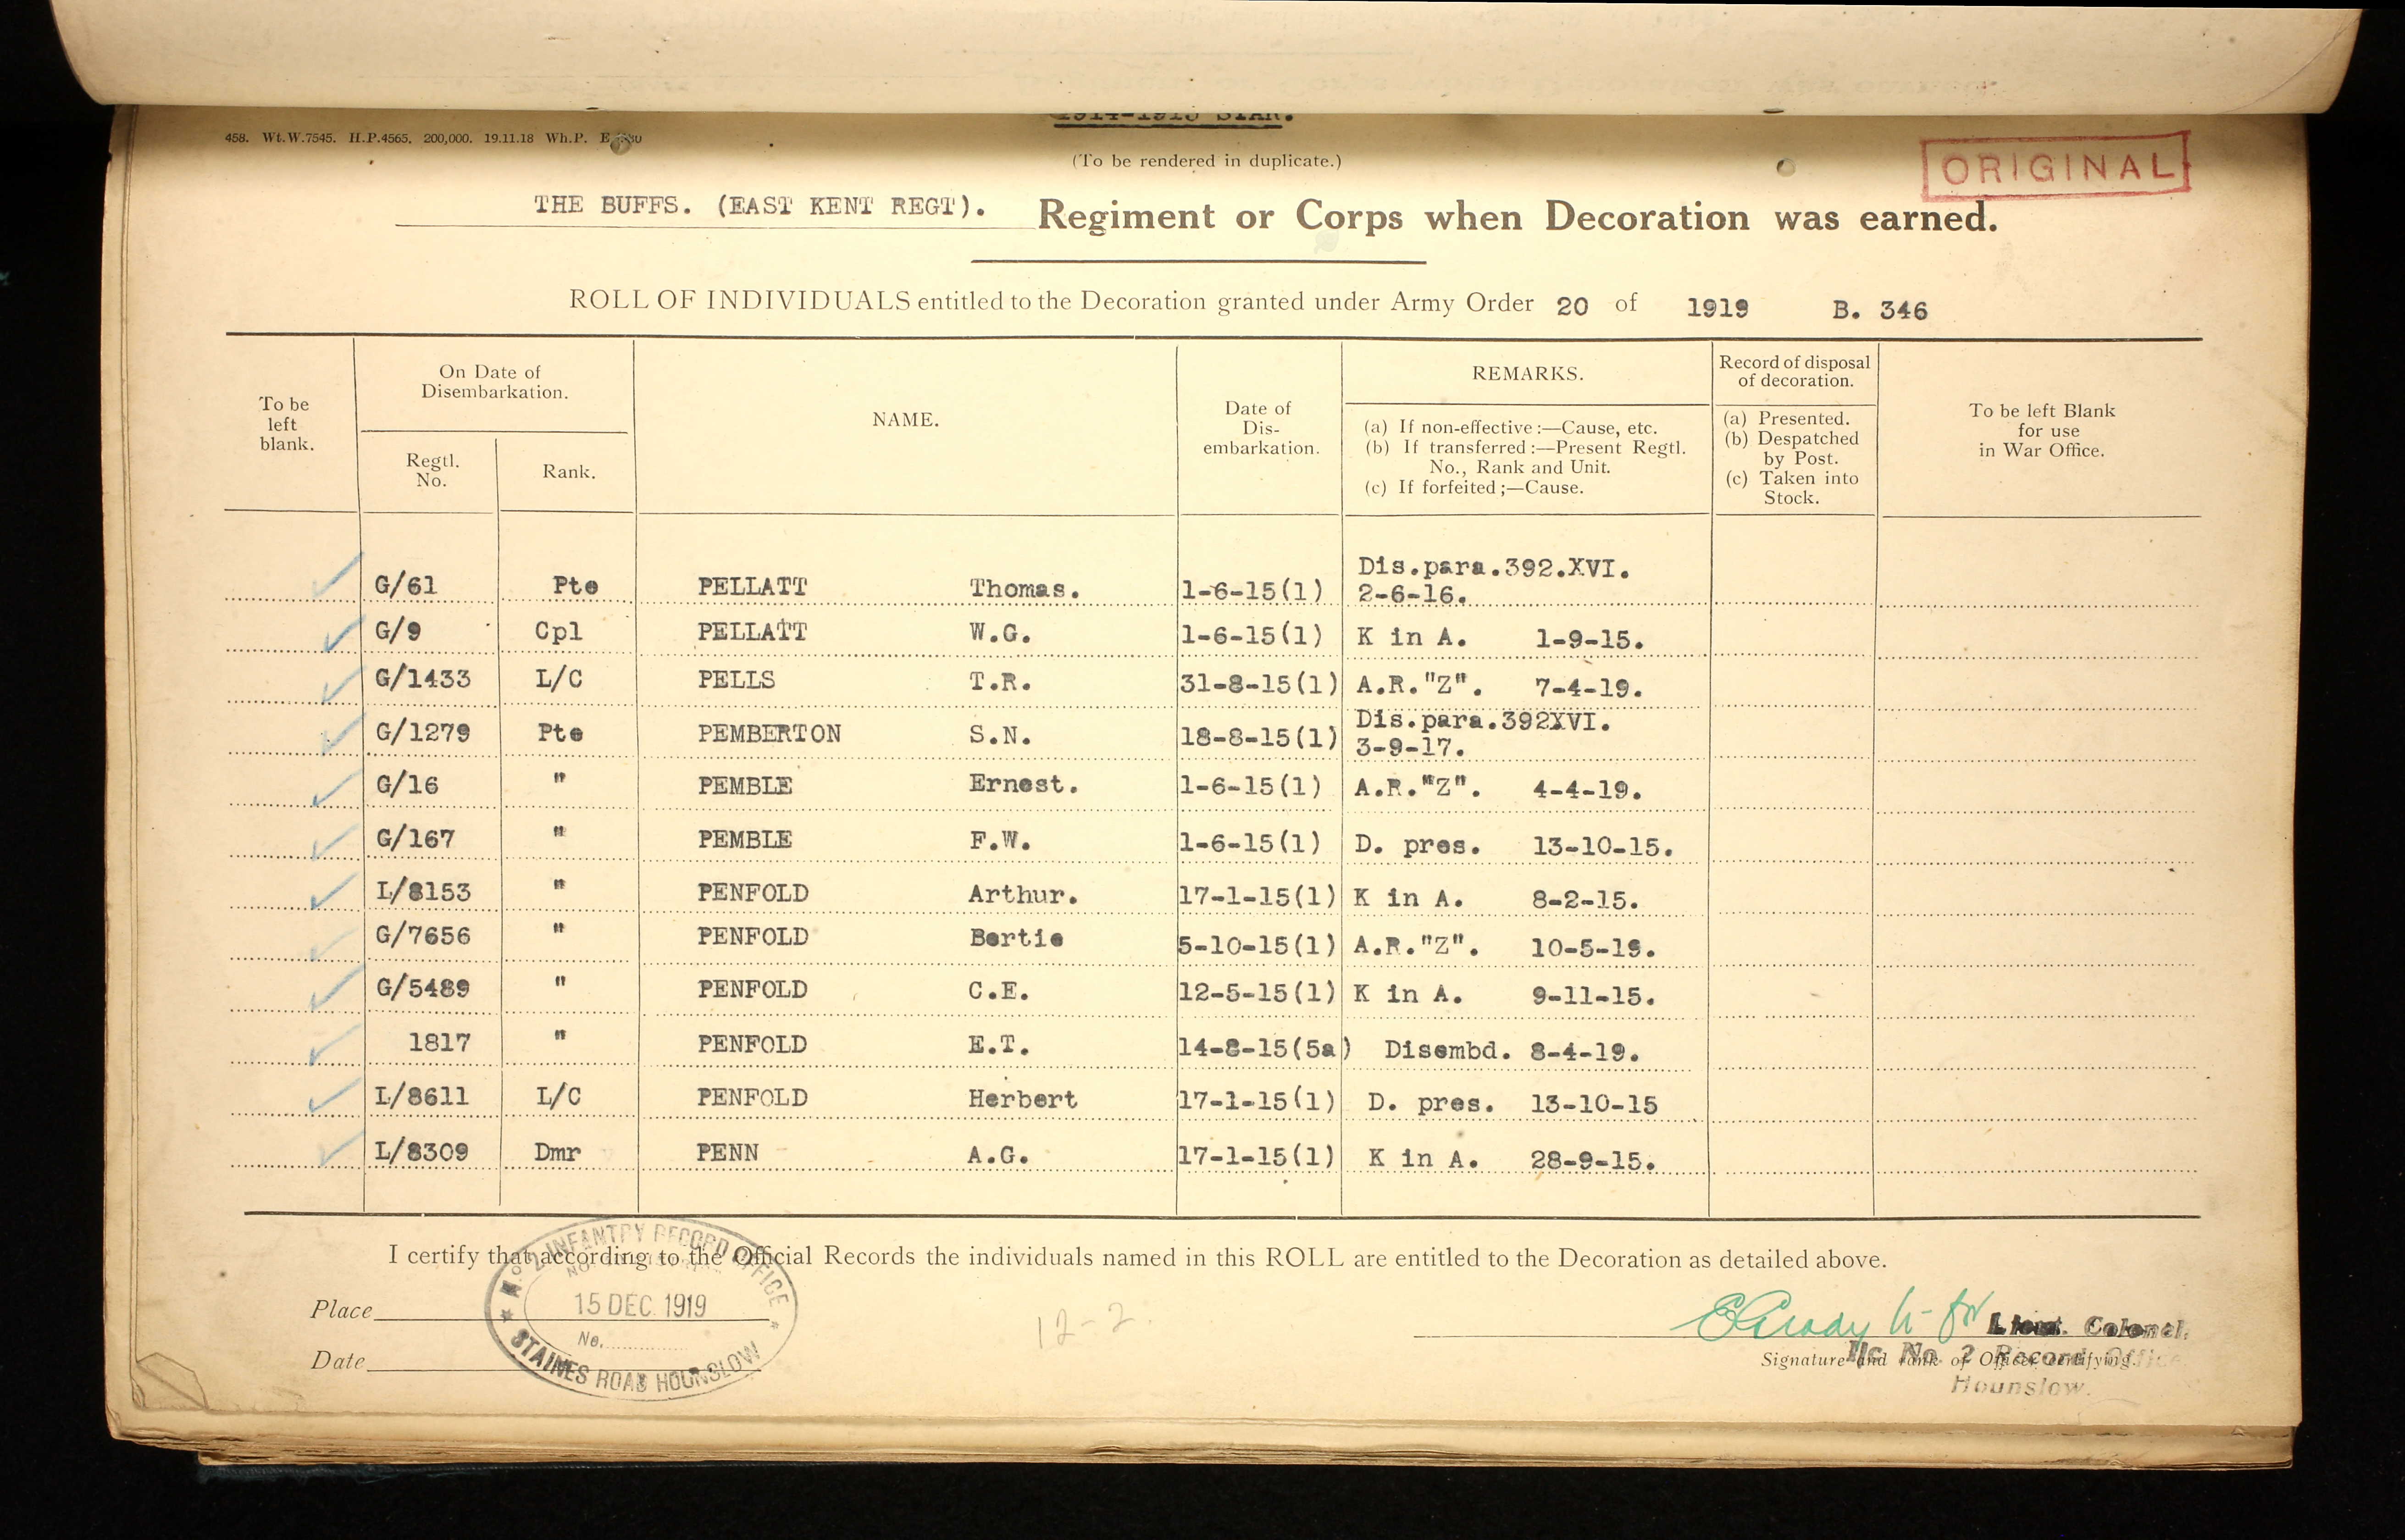 1914-1915 STAR.
458. Wt.W.7545. H.P.4565. 200,000. 19.11.18 Wh.P.
(To be rendered in duplicate.)
ORIGINAL
THE BUFFS. (EAST KENT REGT). Regiment or Corps when Decoration was earned.
ROLL OF INDIVIDUALS entitled to the Decoration granted under Army Order 20 of 1919 B. 346
To be left blank.
On Date of Disembarkation.
Regtl. No.
Rank.
NAME.
Date of Dis-embarkation.
REMARKS.
(a) If non-effective :—Cause, etc.
(b) If transferred :—Present Regtl. No., Rank and Unit.
(c) If forfeited ;—Cause.
Record of disposal of decoration.
(a) Presented.
(b) Despatched by Post.
(c) Taken into Stock.
To be left Blank for use in War Office.
G/61 Pte PELLATT Thomas. 1-6-15(1) Dis.para.392.XVI. 2-6-16.
G/9 Cpl PELLATT W.G. 1-6-15(1) K in A. 1-9-15.
G/1433 L/C PELLS T.R. 31-8-15(1) A.R."Z". 7-4-19.
G/1279 Pte PEMBERTON S.N. 18-8-15(1) Dis.para.392XVI. 3-9-17.
G/16 " PEMBLE Ernest. 1-6-15(1) A.R."Z". 4-4-19.
G/167 " PEMBLE F.W. 1-6-15(1) D. pres. 13-10-15.
L/8153 " PENFOLD Arthur. 17-1-15(1) K in A. 8-2-15.
G/7656 " PENFOLD Bertie 5-10-15(1) A.R."Z". 10-5-19.
G/5489 " PENFOLD C.E. 12-5-15(1) K in A. 9-11-15.
1817 " PENFOLD E.T. 14-8-15(5a) Disembd. 8-4-19.
L/8611 L/C PENFOLD Herbert 17-1-15(1) D. pres. 13-10-15
L/8309 Dmr PENN A.G. 17-1-15(1) K in A. 28-9-15.
I certify that according to the Official Records the individuals named in this ROLL are entitled to the Decoration as detailed above.
No 2 INFANTRY RECORD OFFICE
15 DEC. 1919
No.
STAINES ROAD HOUNSLOW
Place
Date
12-2.
Lieut. Colonel.
I/c No. 2 Record Office
Signature and rank of Officer certifying.
Hounslow.